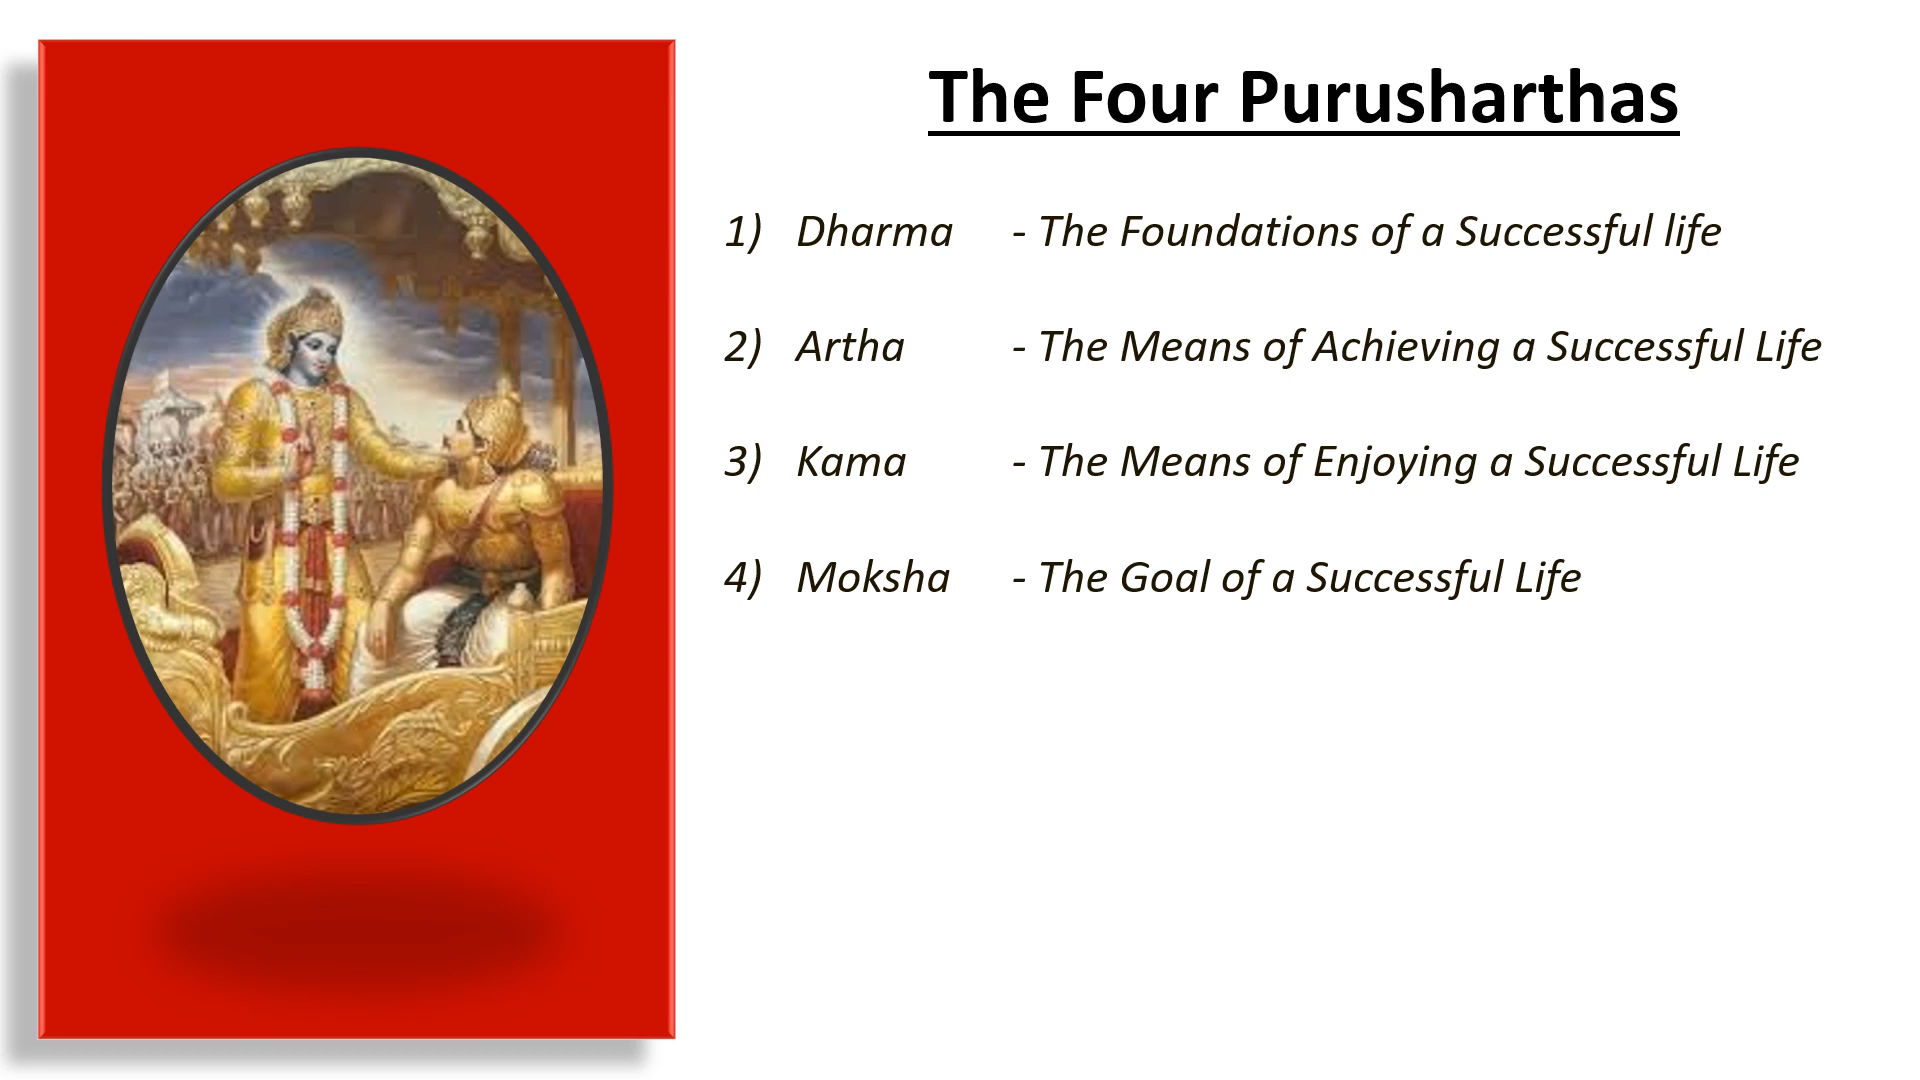 The Four Purusharthas
1) Dharma - The Foundations of a Successful life
2) Artha - The Means of Achieving a Successful Life
3) Kama - The Means of Enjoying a Successful Life
4) Moksha - The Goal of a Successful Life